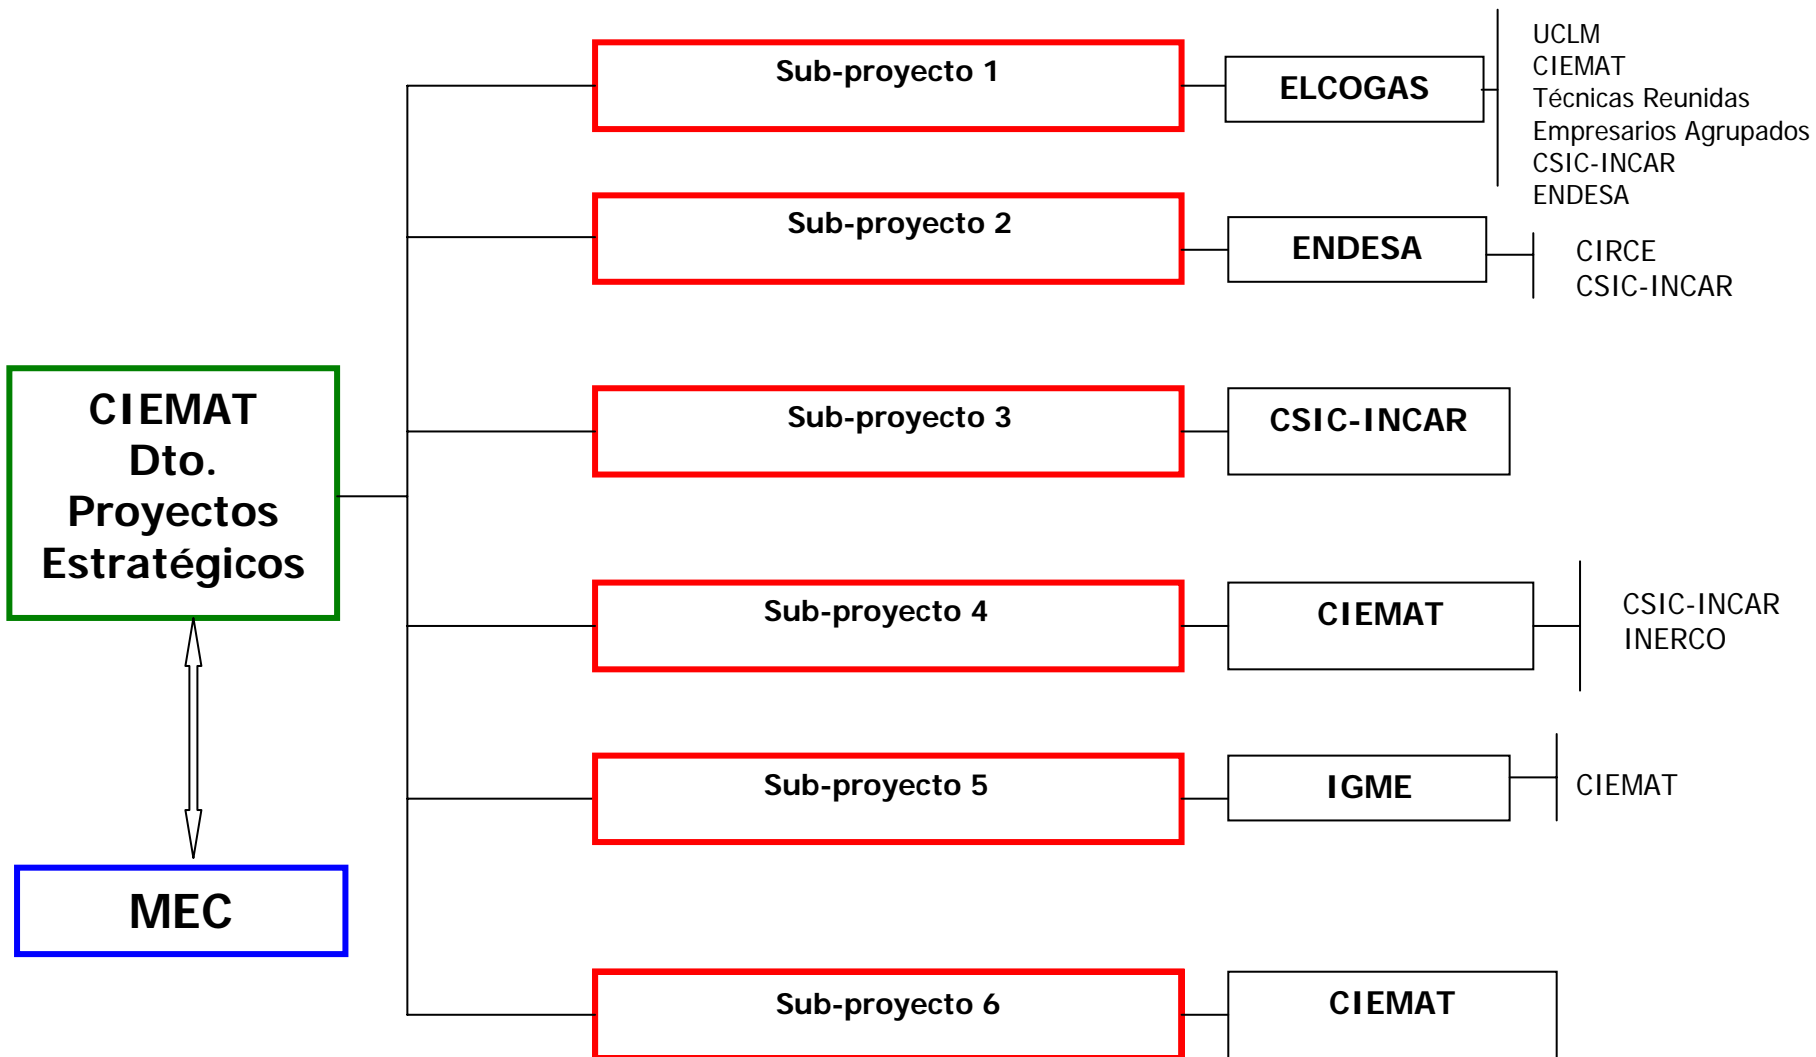 Sub-proyecto 1
ELCOGAS
UCLM
CIEMAT
Técnicas Reunidas
Empresarios Agrupados
CSIC-INCAR
ENDESA
Sub-proyecto 2
ENDESA
CIRCE
CSIC-INCAR
CIEMAT
Dto.
Proyectos
Estratégicos
Sub-proyecto 3
CSIC-INCAR
Sub-proyecto 4
CIEMAT
CSIC-INCAR
INERCO
Sub-proyecto 5
IGME
CIEMAT
MEC
Sub-proyecto 6
CIEMAT